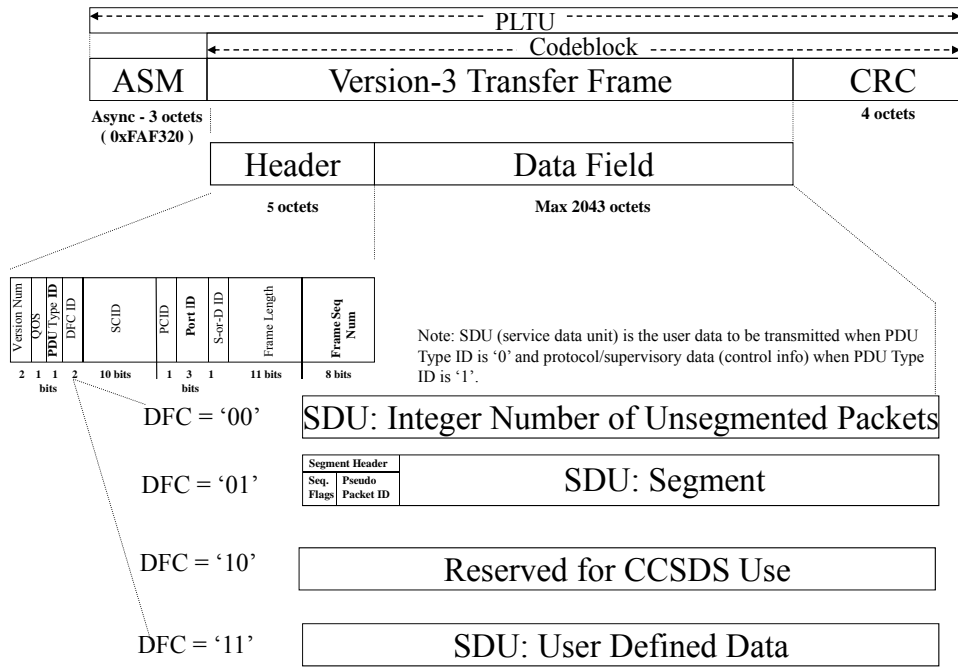 PLTU
Codeblock
ASM
Version-3 Transfer Frame
CRC
Async - 3 octets
( 0xFAF320 )
4 octets
Header
Data Field
5 octets
Max 2043 octets
Version Num
QOS
PDU Type ID
DFC ID
SCID
PCID
Port ID
S-or-D ID
Frame Length
Frame Seq
Num
2 1 1 2 10 bits 1 3 1 11 bits 8 bits
bits bits
Note: SDU (service data unit) is the user data to be transmitted when PDU
Type ID is ‘0’ and protocol/supervisory data (control info) when PDU Type
ID is ‘1’.
DFC = ‘00’
SDU: Integer Number of Unsegmented Packets
DFC = ‘01’
Segment Header
Seq.
Flags
Pseudo
Packet ID
SDU: Segment
DFC = ‘10’
Reserved for CCSDS Use
DFC = ‘11’
SDU: User Defined Data